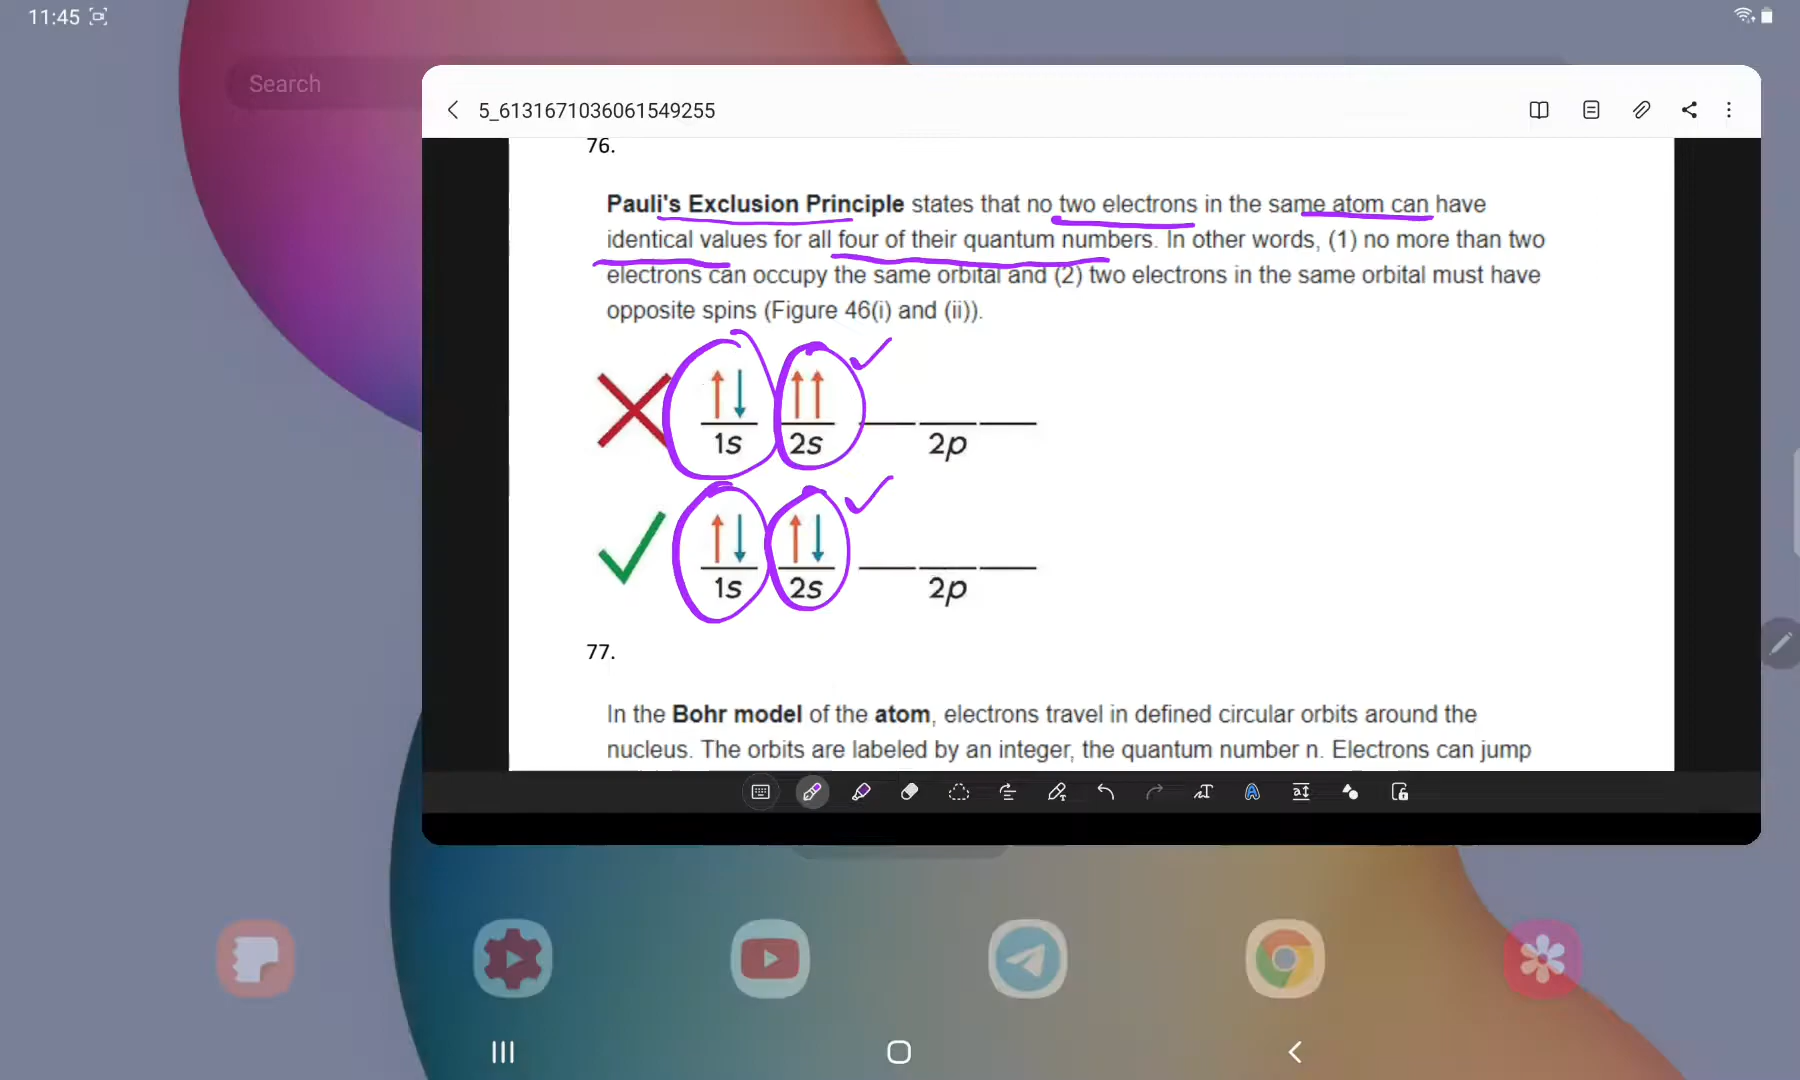 11:45
Search
5_6131671036061549255
76.
Pauli's Exclusion Principle states that no two electrons in the same atom can have
identical values for all four of their quantum numbers. In other words, (1) no more than two
electrons can occupy the same orbital and (2) two electrons in the same orbital must have
opposite spins (Figure 46(i) and (ii)).
1s 2s 2p
1s 2s 2p
77.
In the Bohr model of the atom, electrons travel in defined circular orbits around the
nucleus. The orbits are labeled by an integer, the quantum number n. Electrons can jump